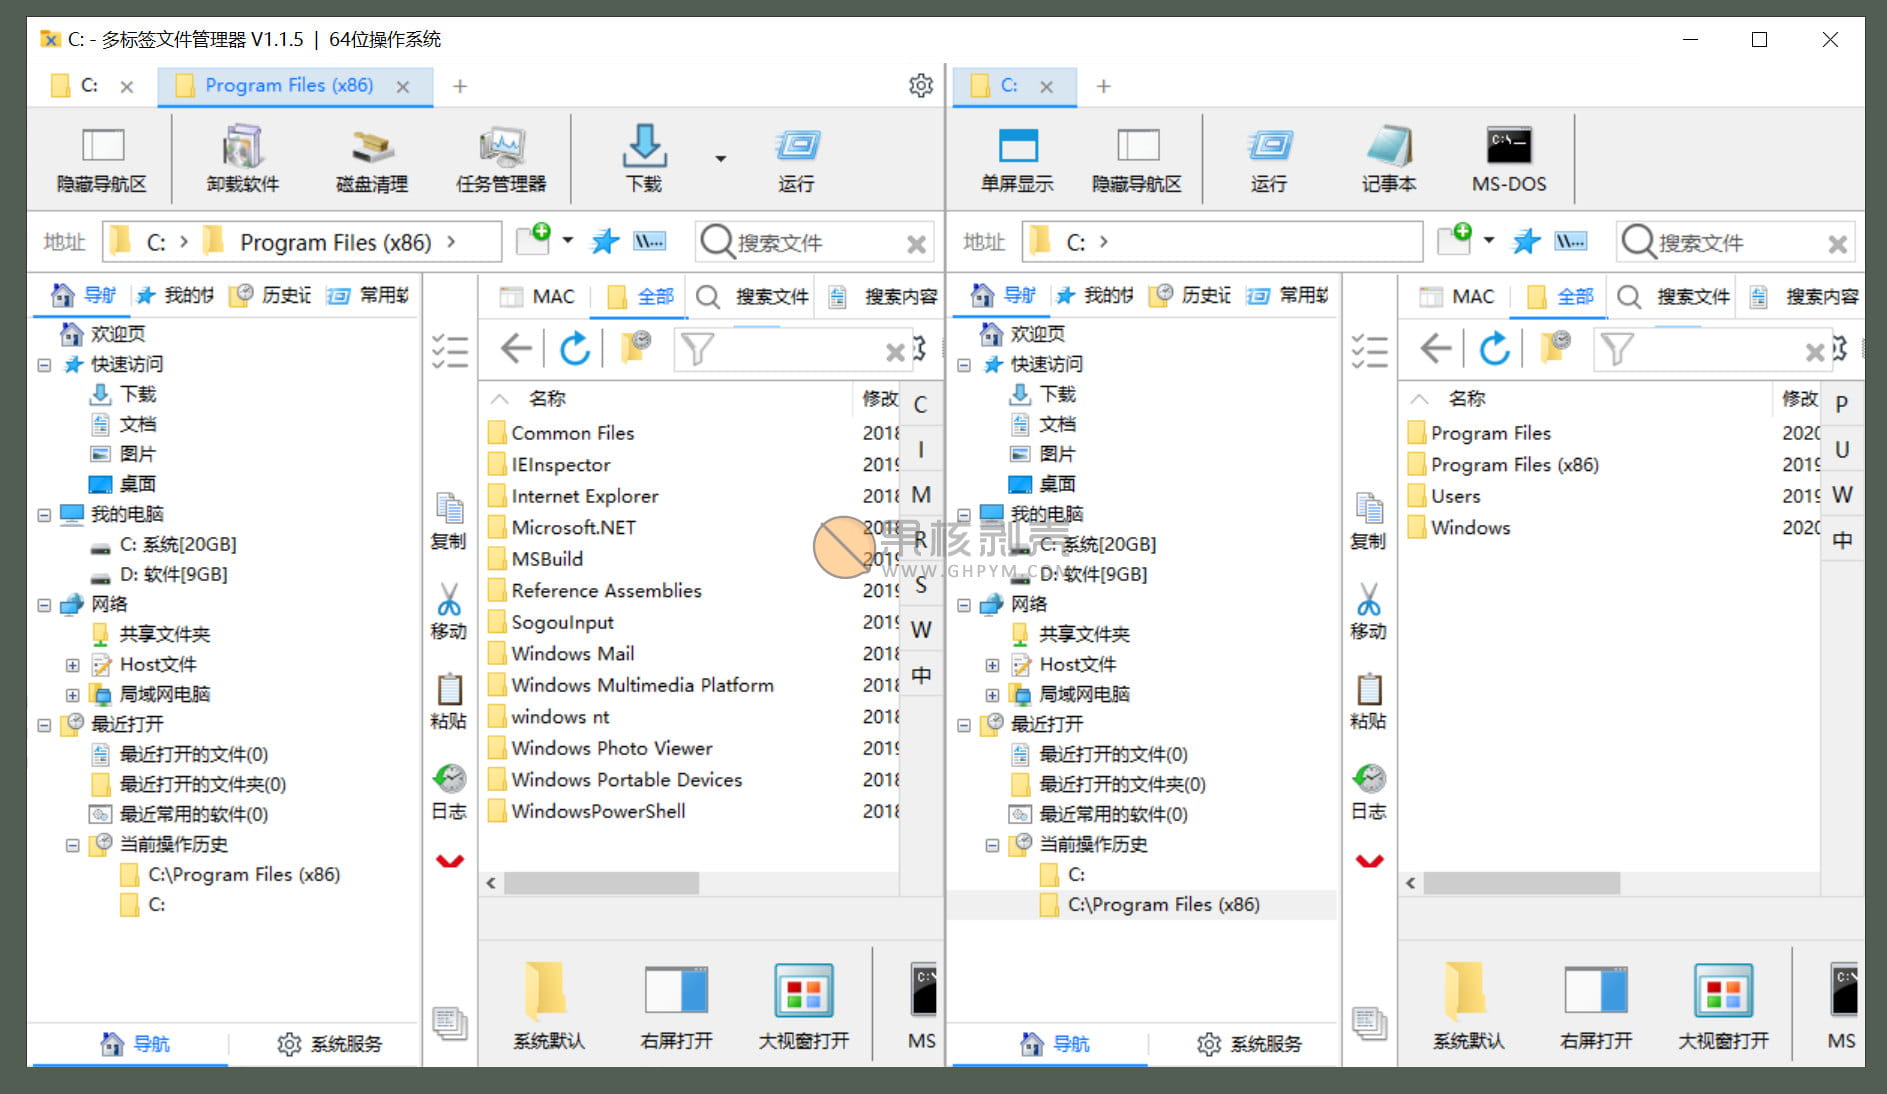 C: - 多标签文件管理器 V1.1.5 | 64位操作系统
C:
Program Files (x86)
隐藏导航区
卸载软件
磁盘清理
任务管理器
下载
运行
地址
C:
Program Files (x86)
\\...
搜索文件
导航
我的快
历史记
常用软
MAC
全部
搜索文件
搜索内容
欢迎页
快速访问
下载
文档
图片
桌面
我的电脑
C: 系统[20GB]
D: 软件[9GB]
网络
共享文件夹
Host文件
局域网电脑
最近打开
最近打开的文件(0)
最近打开的文件夹(0)
最近常用的软件(0)
当前操作历史
C:\Program Files (x86)
C:
导航
系统服务
复制
移动
粘贴
日志
名称 修改
Common Files 2018
IEInspector 2019
Internet Explorer 2018
Microsoft.NET 2018
MSBuild 2019
Reference Assemblies 2019
SogouInput 2019
Windows Mail 2018
Windows Multimedia Platform 2018
windows nt 2018
Windows Photo Viewer 2019
Windows Portable Devices 2018
WindowsPowerShell 2018
C
I
M
R
S
W
中
系统默认
右屏打开
大视窗打开
MS
果核剥壳
WWW.GHPYM.COM
C:
单屏显示
隐藏导航区
运行
记事本
MS-DOS
地址
C:
\\...
搜索文件
导航
我的快
历史记
常用软
MAC
全部
搜索文件
搜索内容
欢迎页
快速访问
下载
文档
图片
桌面
我的电脑
C: 系统[20GB]
D: 软件[9GB]
网络
共享文件夹
Host文件
局域网电脑
最近打开
最近打开的文件(0)
最近打开的文件夹(0)
最近常用的软件(0)
当前操作历史
C:
C:\Program Files (x86)
导航
系统服务
复制
移动
粘贴
日志
名称 修改
Program Files 2020
Program Files (x86) 2019
Users 2019
Windows 2020
P
U
W
中
系统默认
右屏打开
大视窗打开
MS